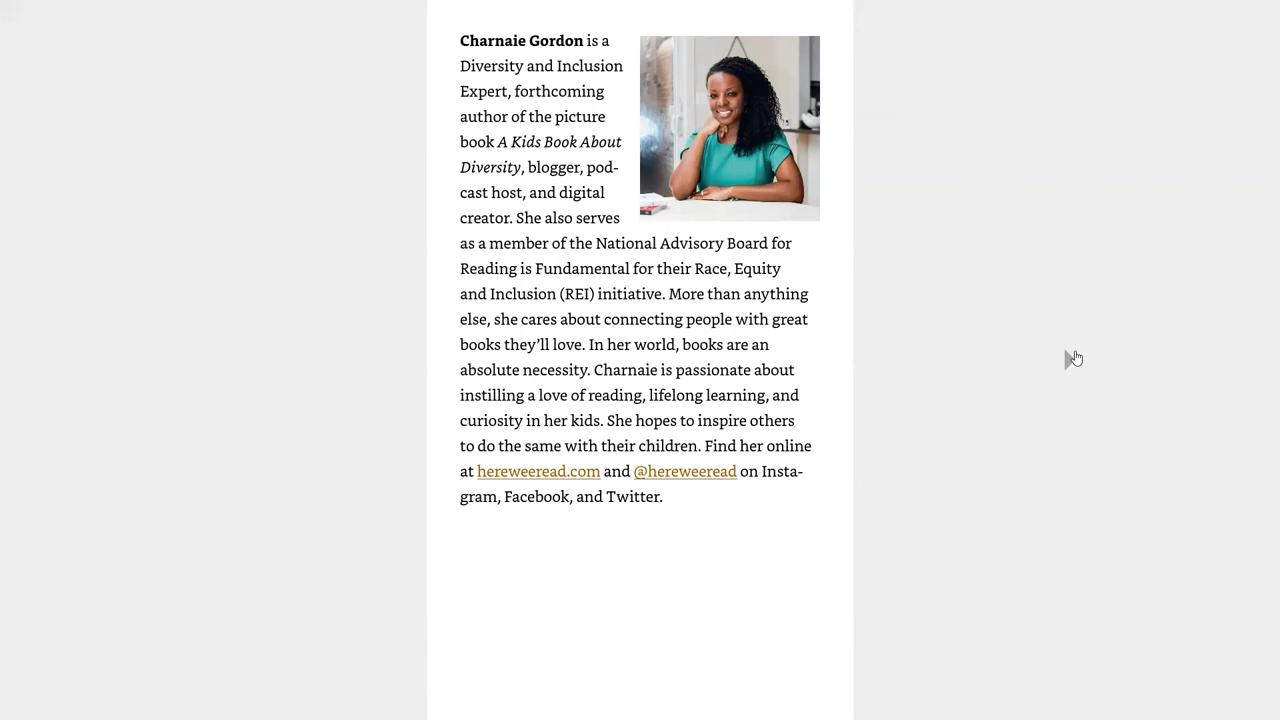 Charnaie Gordon is a
Diversity and Inclusion
Expert, forthcoming
author of the picture
book A Kids Book About
Diversity, blogger, pod-
cast host, and digital
creator. She also serves
as a member of the National Advisory Board for
Reading is Fundamental for their Race, Equity
and Inclusion (REI) initiative. More than anything
else, she cares about connecting people with great
books they’ll love. In her world, books are an
absolute necessity. Charnaie is passionate about
instilling a love of reading, lifelong learning, and
curiosity in her kids. She hopes to inspire others
to do the same with their children. Find her online
at hereweeread.com and @hereweeread on Insta-
gram, Facebook, and Twitter.